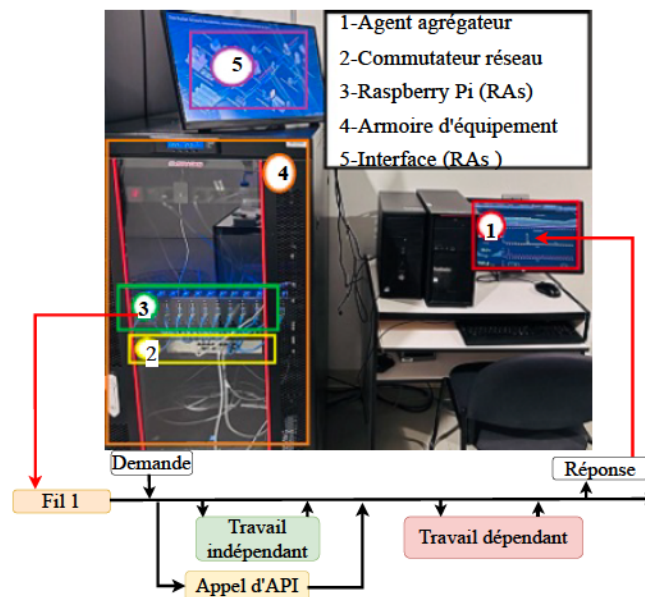 1-Agent agrégateur
2-Commutateur réseau
3-Raspberry Pi (RAs)
4-Armoire d'équipement
5-Interface (RAs )
5
4
1
3
2
Demande
Réponse
Fil 1
Travail
indépendant
Travail dépendant
Appel d'API